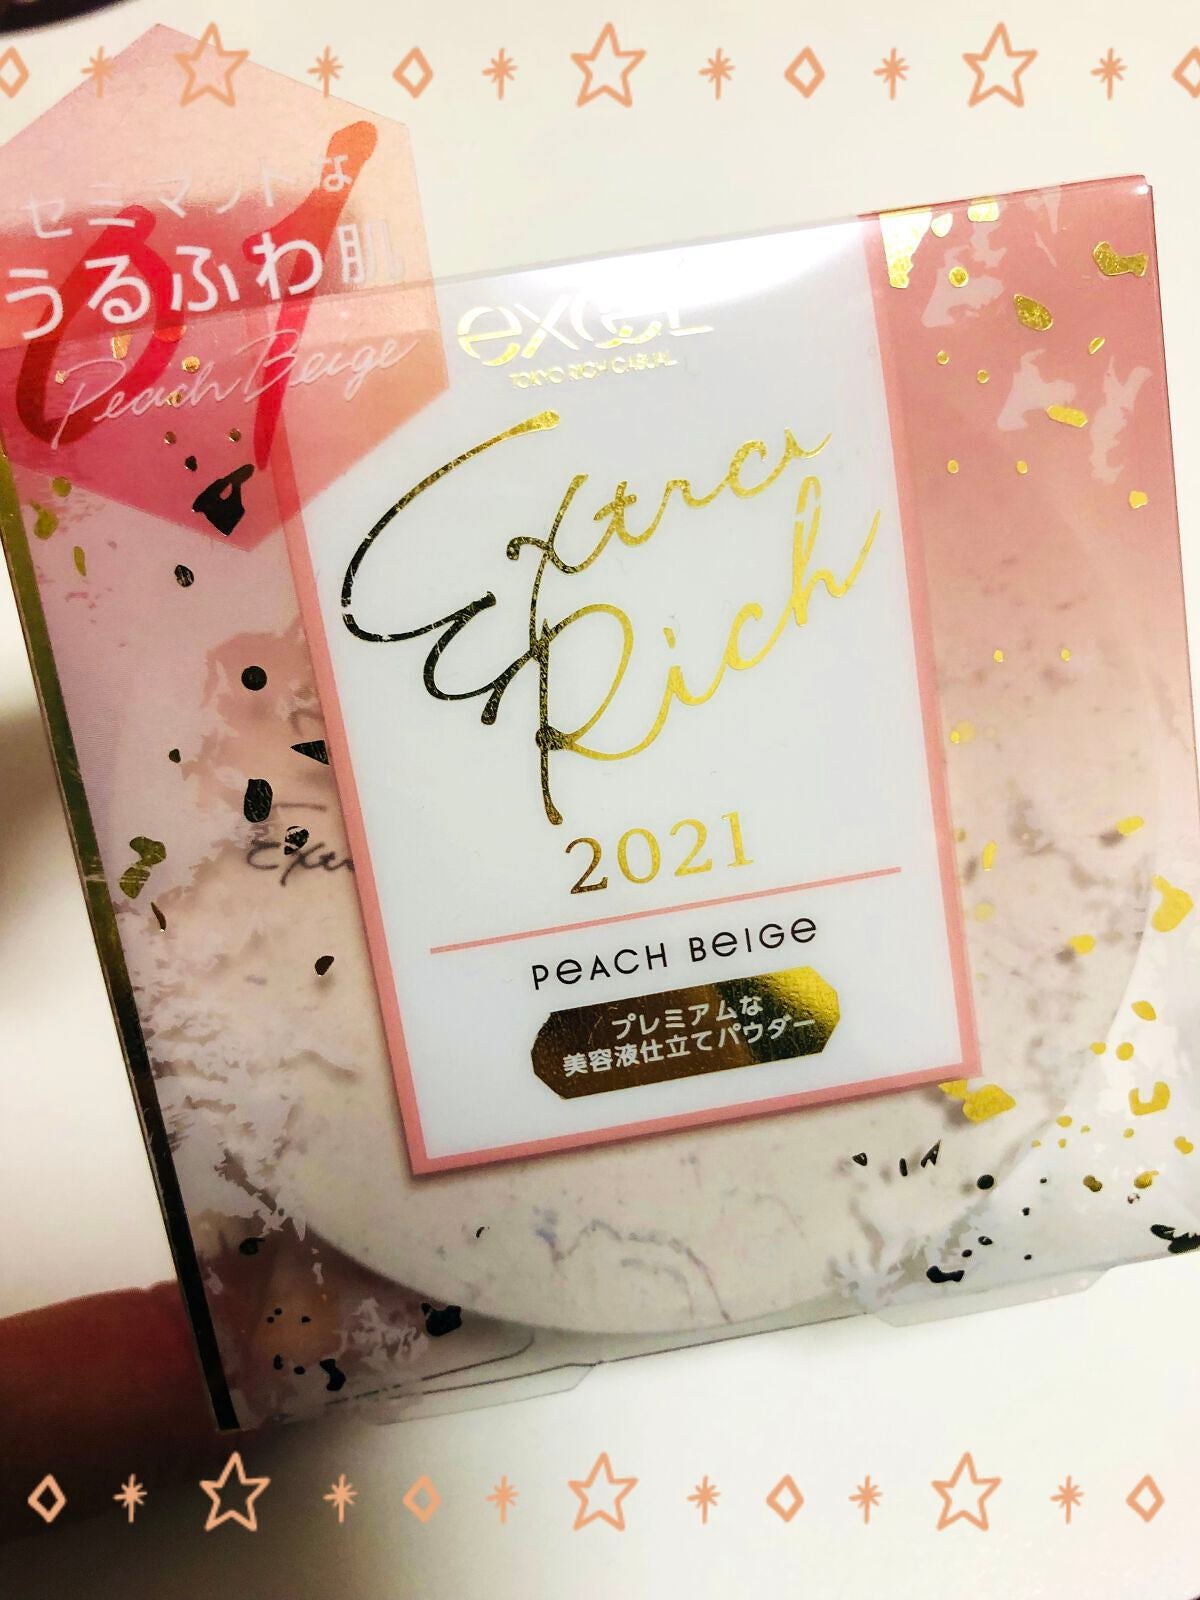 セミマットな
うるふわ肌
01
Peach Beige
excel
TOKYO RICH CASUAL
Extra
Rich
2021
PEACH BEIGE
プレミアムな
美容液仕立てパウダー